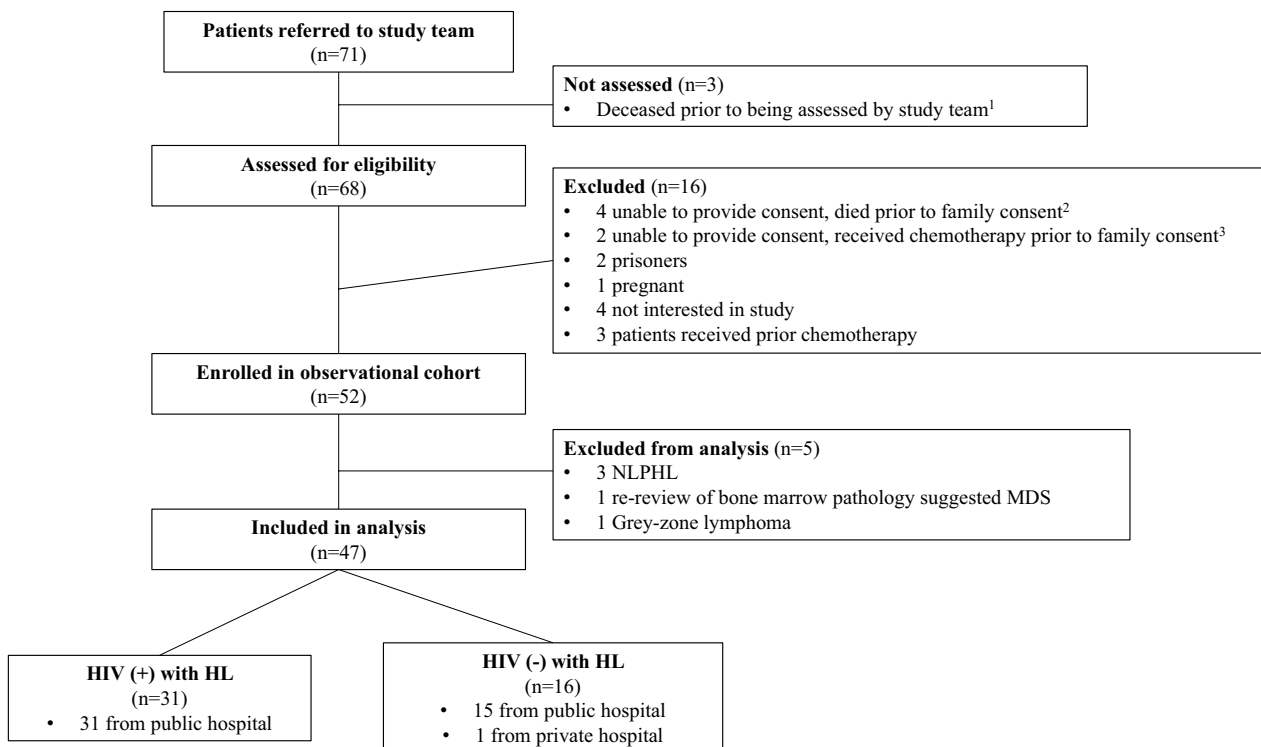 Patients referred to study team
(n=71)
Not assessed (n=3)
• Deceased prior to being assessed by study team¹
Assessed for eligibility
(n=68)
Excluded (n=16)
• 4 unable to provide consent, died prior to family consent²
• 2 unable to provide consent, received chemotherapy prior to family consent³
• 2 prisoners
• 1 pregnant
• 4 not interested in study
• 3 patients received prior chemotherapy
Enrolled in observational cohort
(n=52)
Excluded from analysis (n=5)
• 3 NLPHL
• 1 re-review of bone marrow pathology suggested MDS
• 1 Grey-zone lymphoma
Included in analysis
(n=47)
HIV (+) with HL
(n=31)
• 31 from public hospital
HIV (-) with HL
(n=16)
• 15 from public hospital
• 1 from private hospital